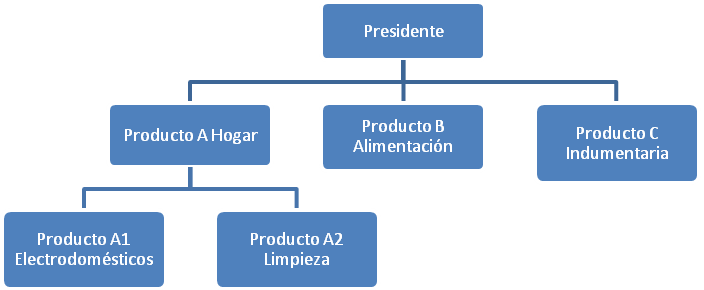 Presidente
Producto A Hogar
Producto B
Alimentación
Producto C
Indumentaria
Producto A1
Electrodomésticos
Producto A2
Limpieza